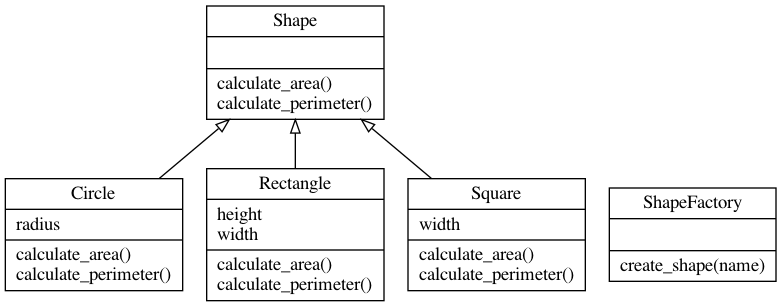 Shape
calculate_area()
calculate_perimeter()
Circle
radius
calculate_area()
calculate_perimeter()
Rectangle
height
width
calculate_area()
calculate_perimeter()
Square
width
calculate_area()
calculate_perimeter()
ShapeFactory
create_shape(name)